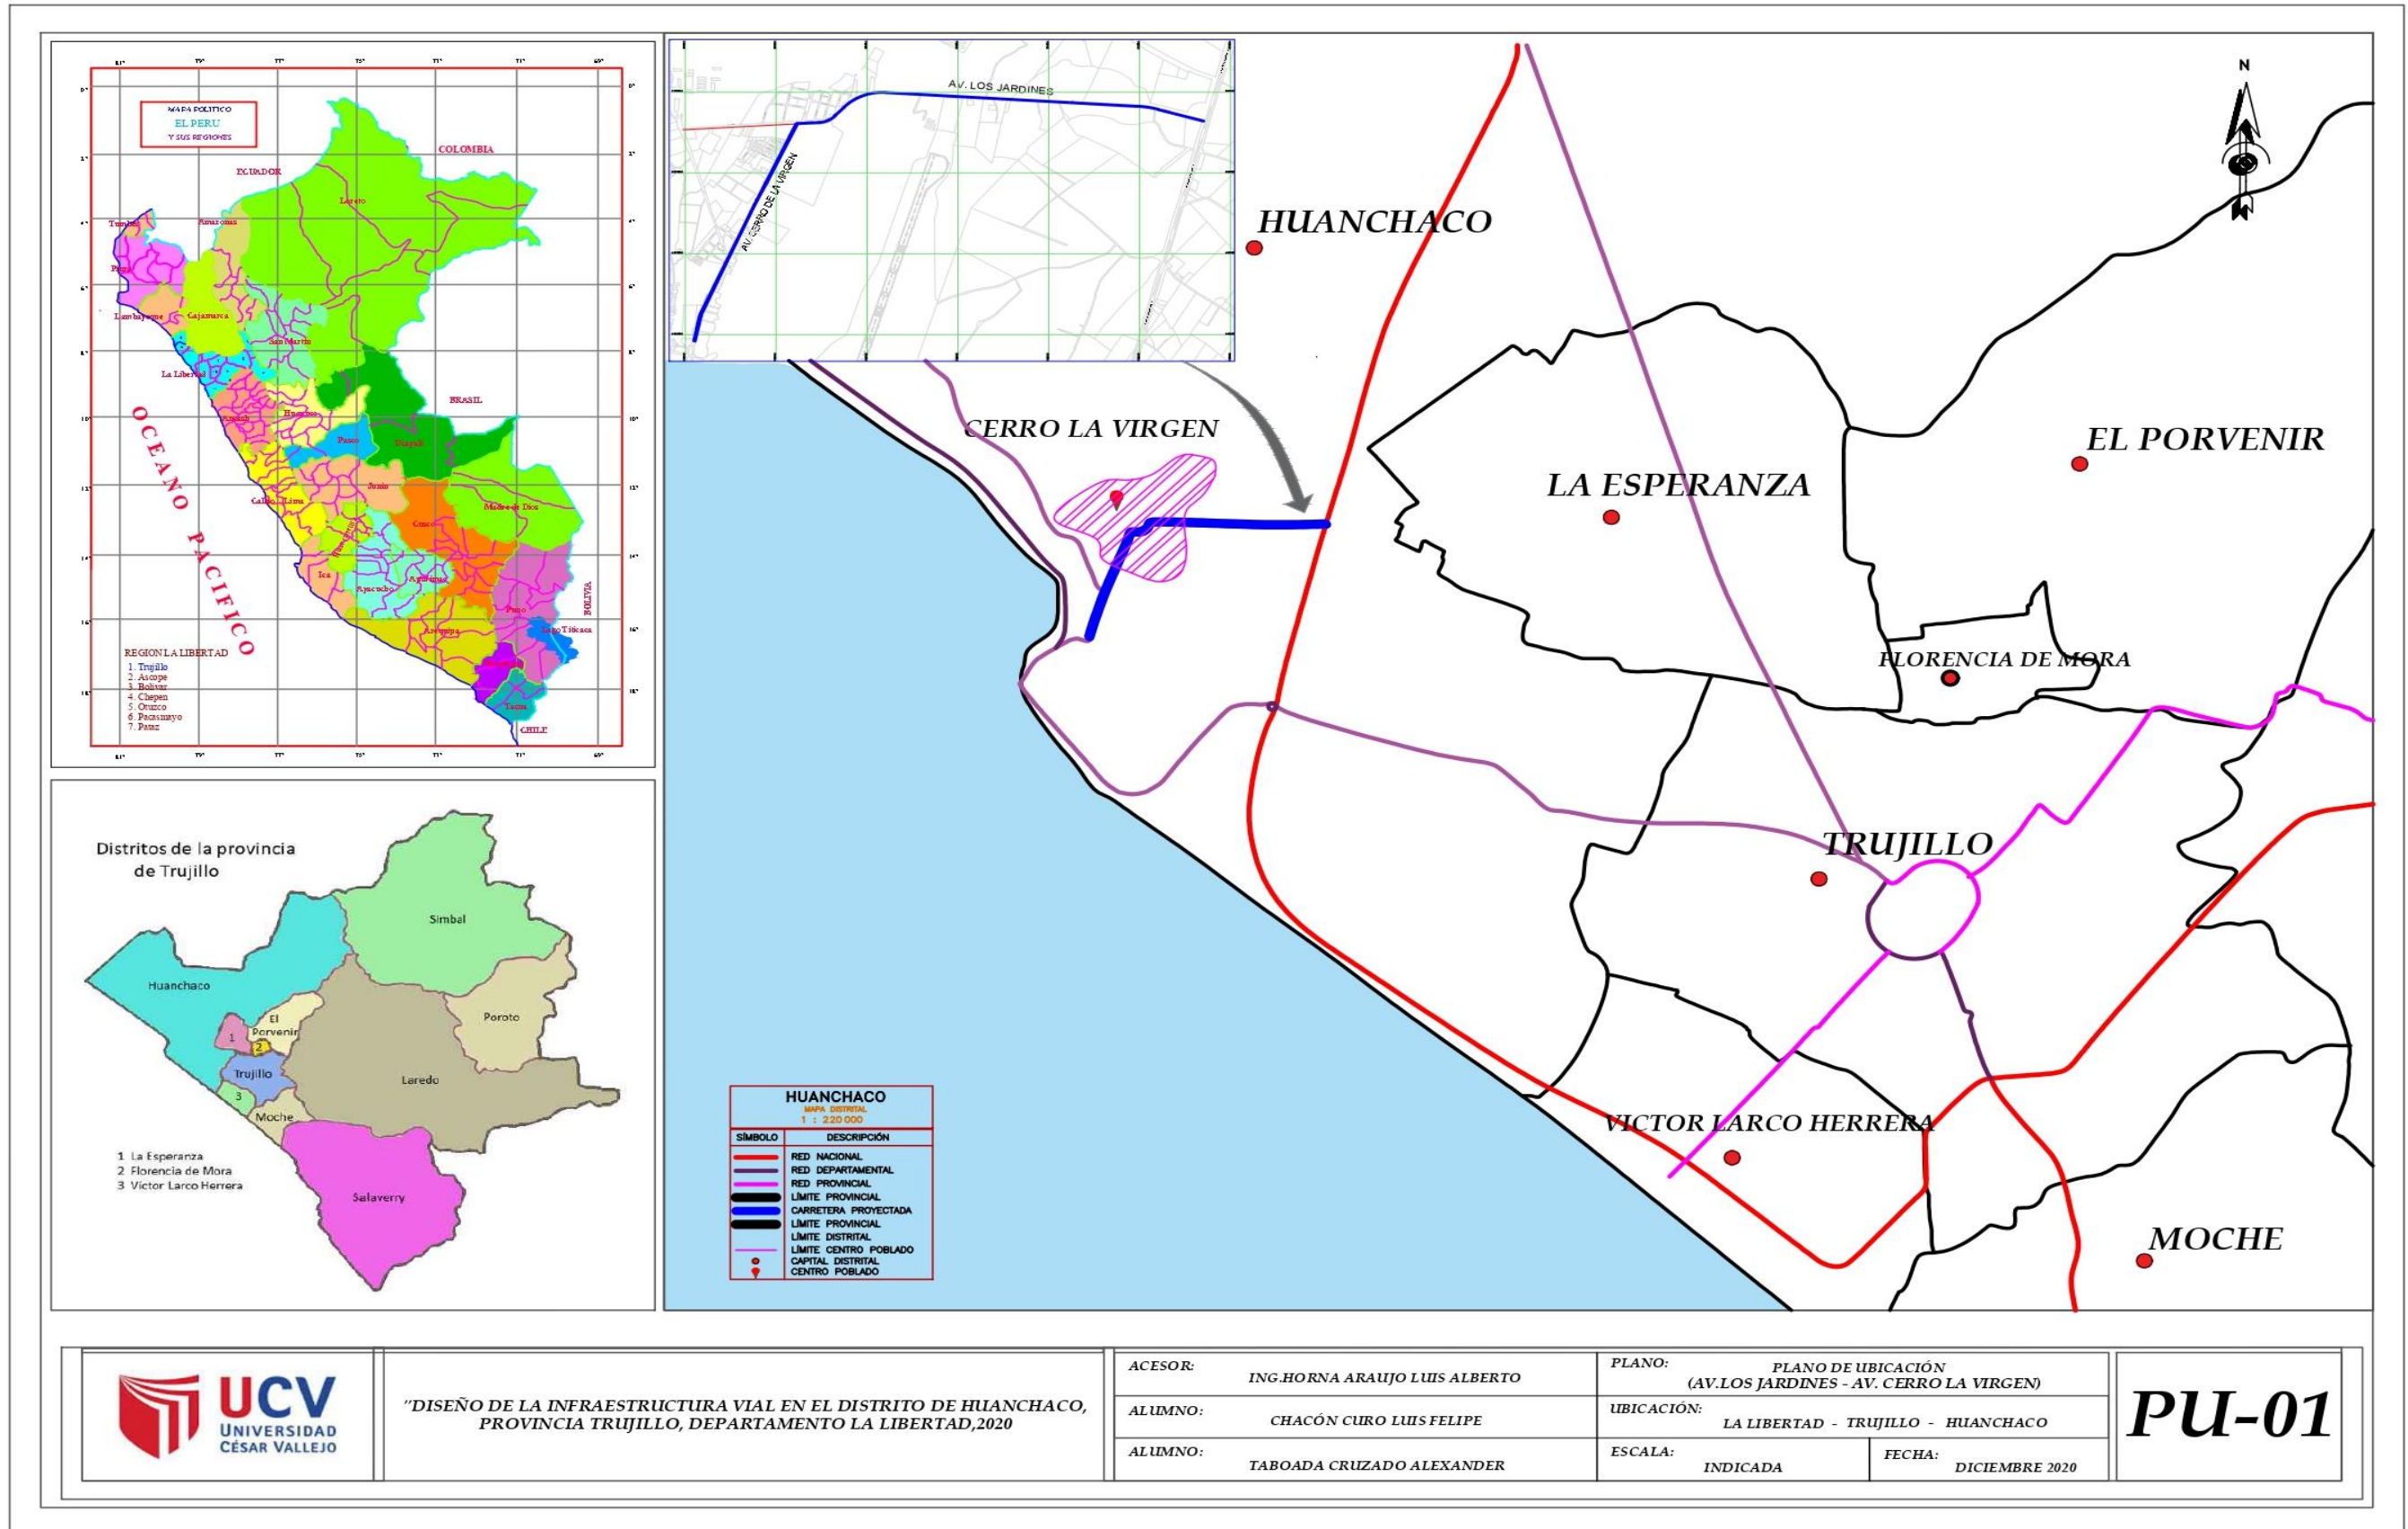 MAPA POLITICO
EL PERU
Y SUS REGIONES
COLOMBIA
ECUADOR
Loreto
Tumbes
Amazonas
Piura
Lambayeque
Cajamarca
San Martin
La Libertad
BRASIL
Ancash
Huanuco
Pasco
Ucayali
Junin
Callao
Lima
Madre de Dios
Cusco
Ica
Ayacucho
Apurimac
Puno
BOLIVIA
Arequipa
Lago Titicaca
Tacna
CHILE
OCEANO PACIFICO
REGION LA LIBERTAD
1. Trujillo
2. Ascope
3. Bolivar
4. Chepen
5. Otuzco
6. Pacasmayo
7. Pataz
Distritos de la provincia
de Trujillo
Simbal
Huanchaco
El
Porvenir
Poroto
1
2
Trujillo
Laredo
3
Moche
Salaverry
1 La Esperanza
2 Florencia de Mora
3 Víctor Larco Herrera
AV. LOS JARDINES
AV. CERRO DE LA VIRGEN
N
HUANCHACO
CERRO LA VIRGEN
EL PORVENIR
LA ESPERANZA
FLORENCIA DE MORA
TRUJILLO
VICTOR LARCO HERRERA
MOCHE
HUANCHACO
MAPA DISTRITAL
1 : 220 000
SÍMBOLO DESCRIPCIÓN
RED NACIONAL
RED DEPARTAMENTAL
RED PROVINCIAL
LÍMITE PROVINCIAL
CARRETERA PROYECTADA
LÍMITE PROVINCIAL
LÍMITE DISTRITAL
LÍMITE CENTRO POBLADO
CAPITAL DISTRITAL
CENTRO POBLADO
UCV
UNIVERSIDAD
CÉSAR VALLEJO
"DISEÑO DE LA INFRAESTRUCTURA VIAL EN EL DISTRITO DE HUANCHACO,
PROVINCIA TRUJILLO, DEPARTAMENTO LA LIBERTAD,2020
ACESOR: ING.HORNA ARAUJO LUIS ALBERTO
ALUMNO: CHACÓN CURO LUIS FELIPE
ALUMNO: TABOADA CRUZADO ALEXANDER
PLANO: PLANO DE UBICACIÓN
(AV.LOS JARDINES - AV. CERRO LA VIRGEN)
UBICACIÓN: LA LIBERTAD - TRUJILLO - HUANCHACO
ESCALA: INDICADA
FECHA: DICIEMBRE 2020
PU-01